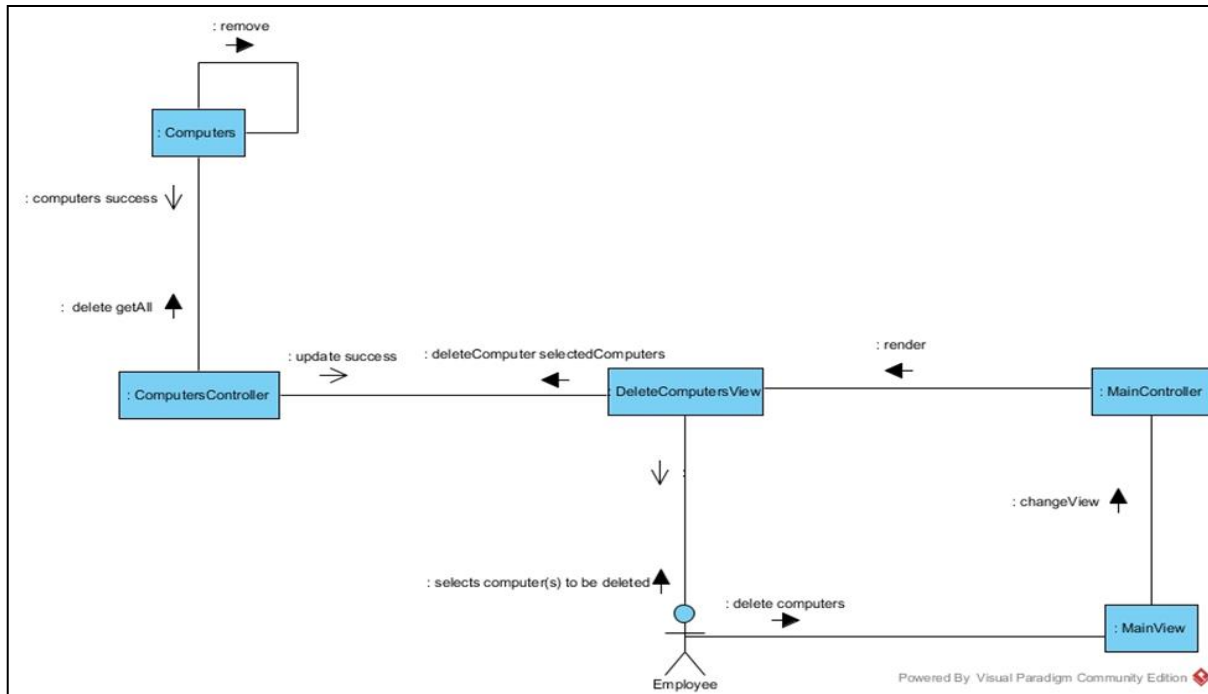 : remove
: Computers
: computers success
: delete getAll
: update success
: deleteComputer selectedComputers
: render
: ComputersController
: DeleteComputersView
: MainController
:
: changeView
: selects computer(s) to be deleted
: delete computers
: MainView
Employee
Powered By Visual Paradigm Community Edition